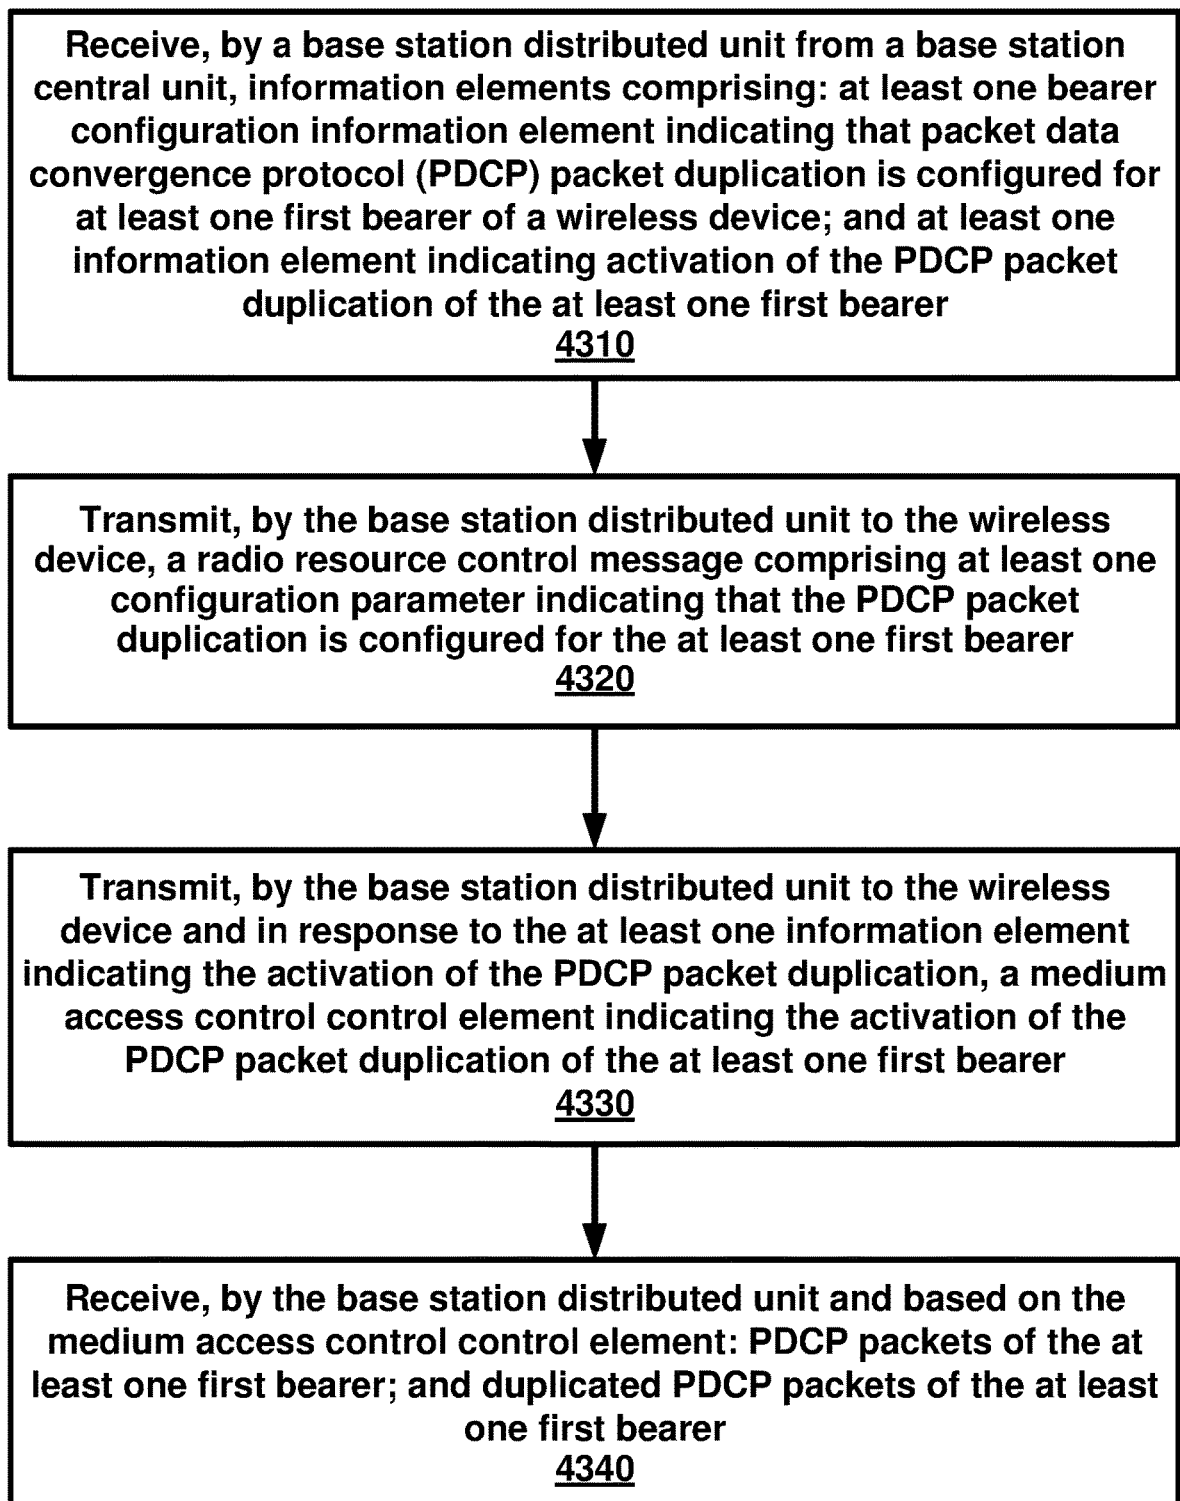 Receive, by a base station distributed unit from a base station
central unit, information elements comprising: at least one bearer
configuration information element indicating that packet data
convergence protocol (PDCP) packet duplication is configured for
at least one first bearer of a wireless device; and at least one
information element indicating activation of the PDCP packet
duplication of the at least one first bearer
4310
Transmit, by the base station distributed unit to the wireless
device, a radio resource control message comprising at least one
configuration parameter indicating that the PDCP packet
duplication is configured for the at least one first bearer
4320
Transmit, by the base station distributed unit to the wireless
device and in response to the at least one information element
indicating the activation of the PDCP packet duplication, a medium
access control control element indicating the activation of the
PDCP packet duplication of the at least one first bearer
4330
Receive, by the base station distributed unit and based on the
medium access control control element: PDCP packets of the at
least one first bearer; and duplicated PDCP packets of the at least
one first bearer
4340